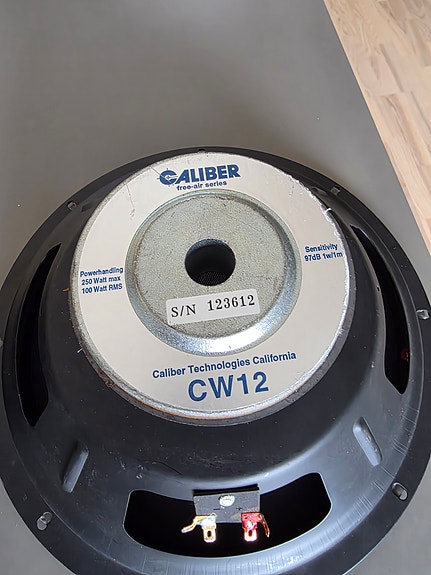 CALIBER
free-air series
Powerhandling
250 Watt max
100 Watt RMS
Sensitivity
97dB 1w/1m
S/N 123612
Caliber Technologies California
CW12